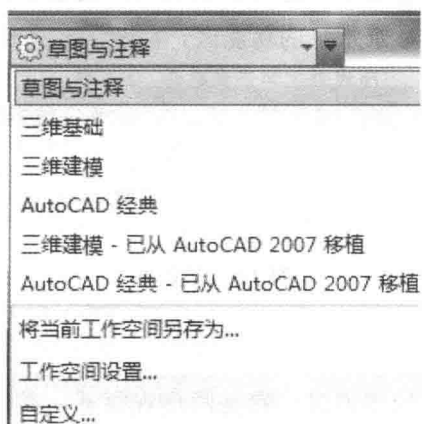 草图与注释
草图与注释
三维基础
三维建模
AutoCAD 经典
三维建模 - 已从 AutoCAD 2007 移植
AutoCAD 经典 - 已从 AutoCAD 2007 移植
将当前工作空间另存为...
工作空间设置...
自定义...